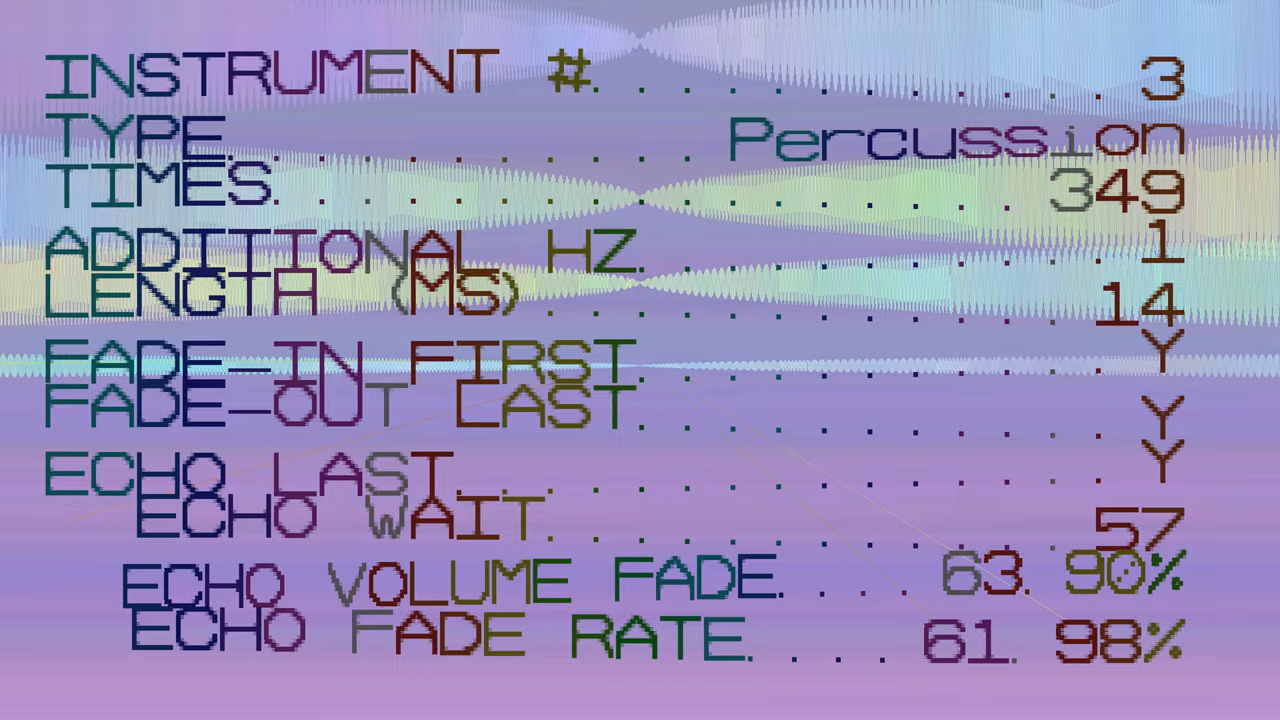 INSTRUMENT #. . . . . . . . . . . . 3
TYPE. . . . . . . . . . . Percussion
TIMES. . . . . . . . . . . . . . . . . 349
ADDITIONAL HZ. . . . . . . . . . . 1
LENGTH (MS) . . . . . . . . . . . . . 14
FADE-IN FIRST. . . . . . . . . . . Y
FADE-OUT LAST. . . . . . . . . . . Y
ECHO LAST. . . . . . . . . . . . . . . Y
ECHO WAIT. . . . . . . . . . . . . 57
ECHO VOLUME FADE. . . . . 63. 90%
ECHO FADE RATE. . . . 61. 98%